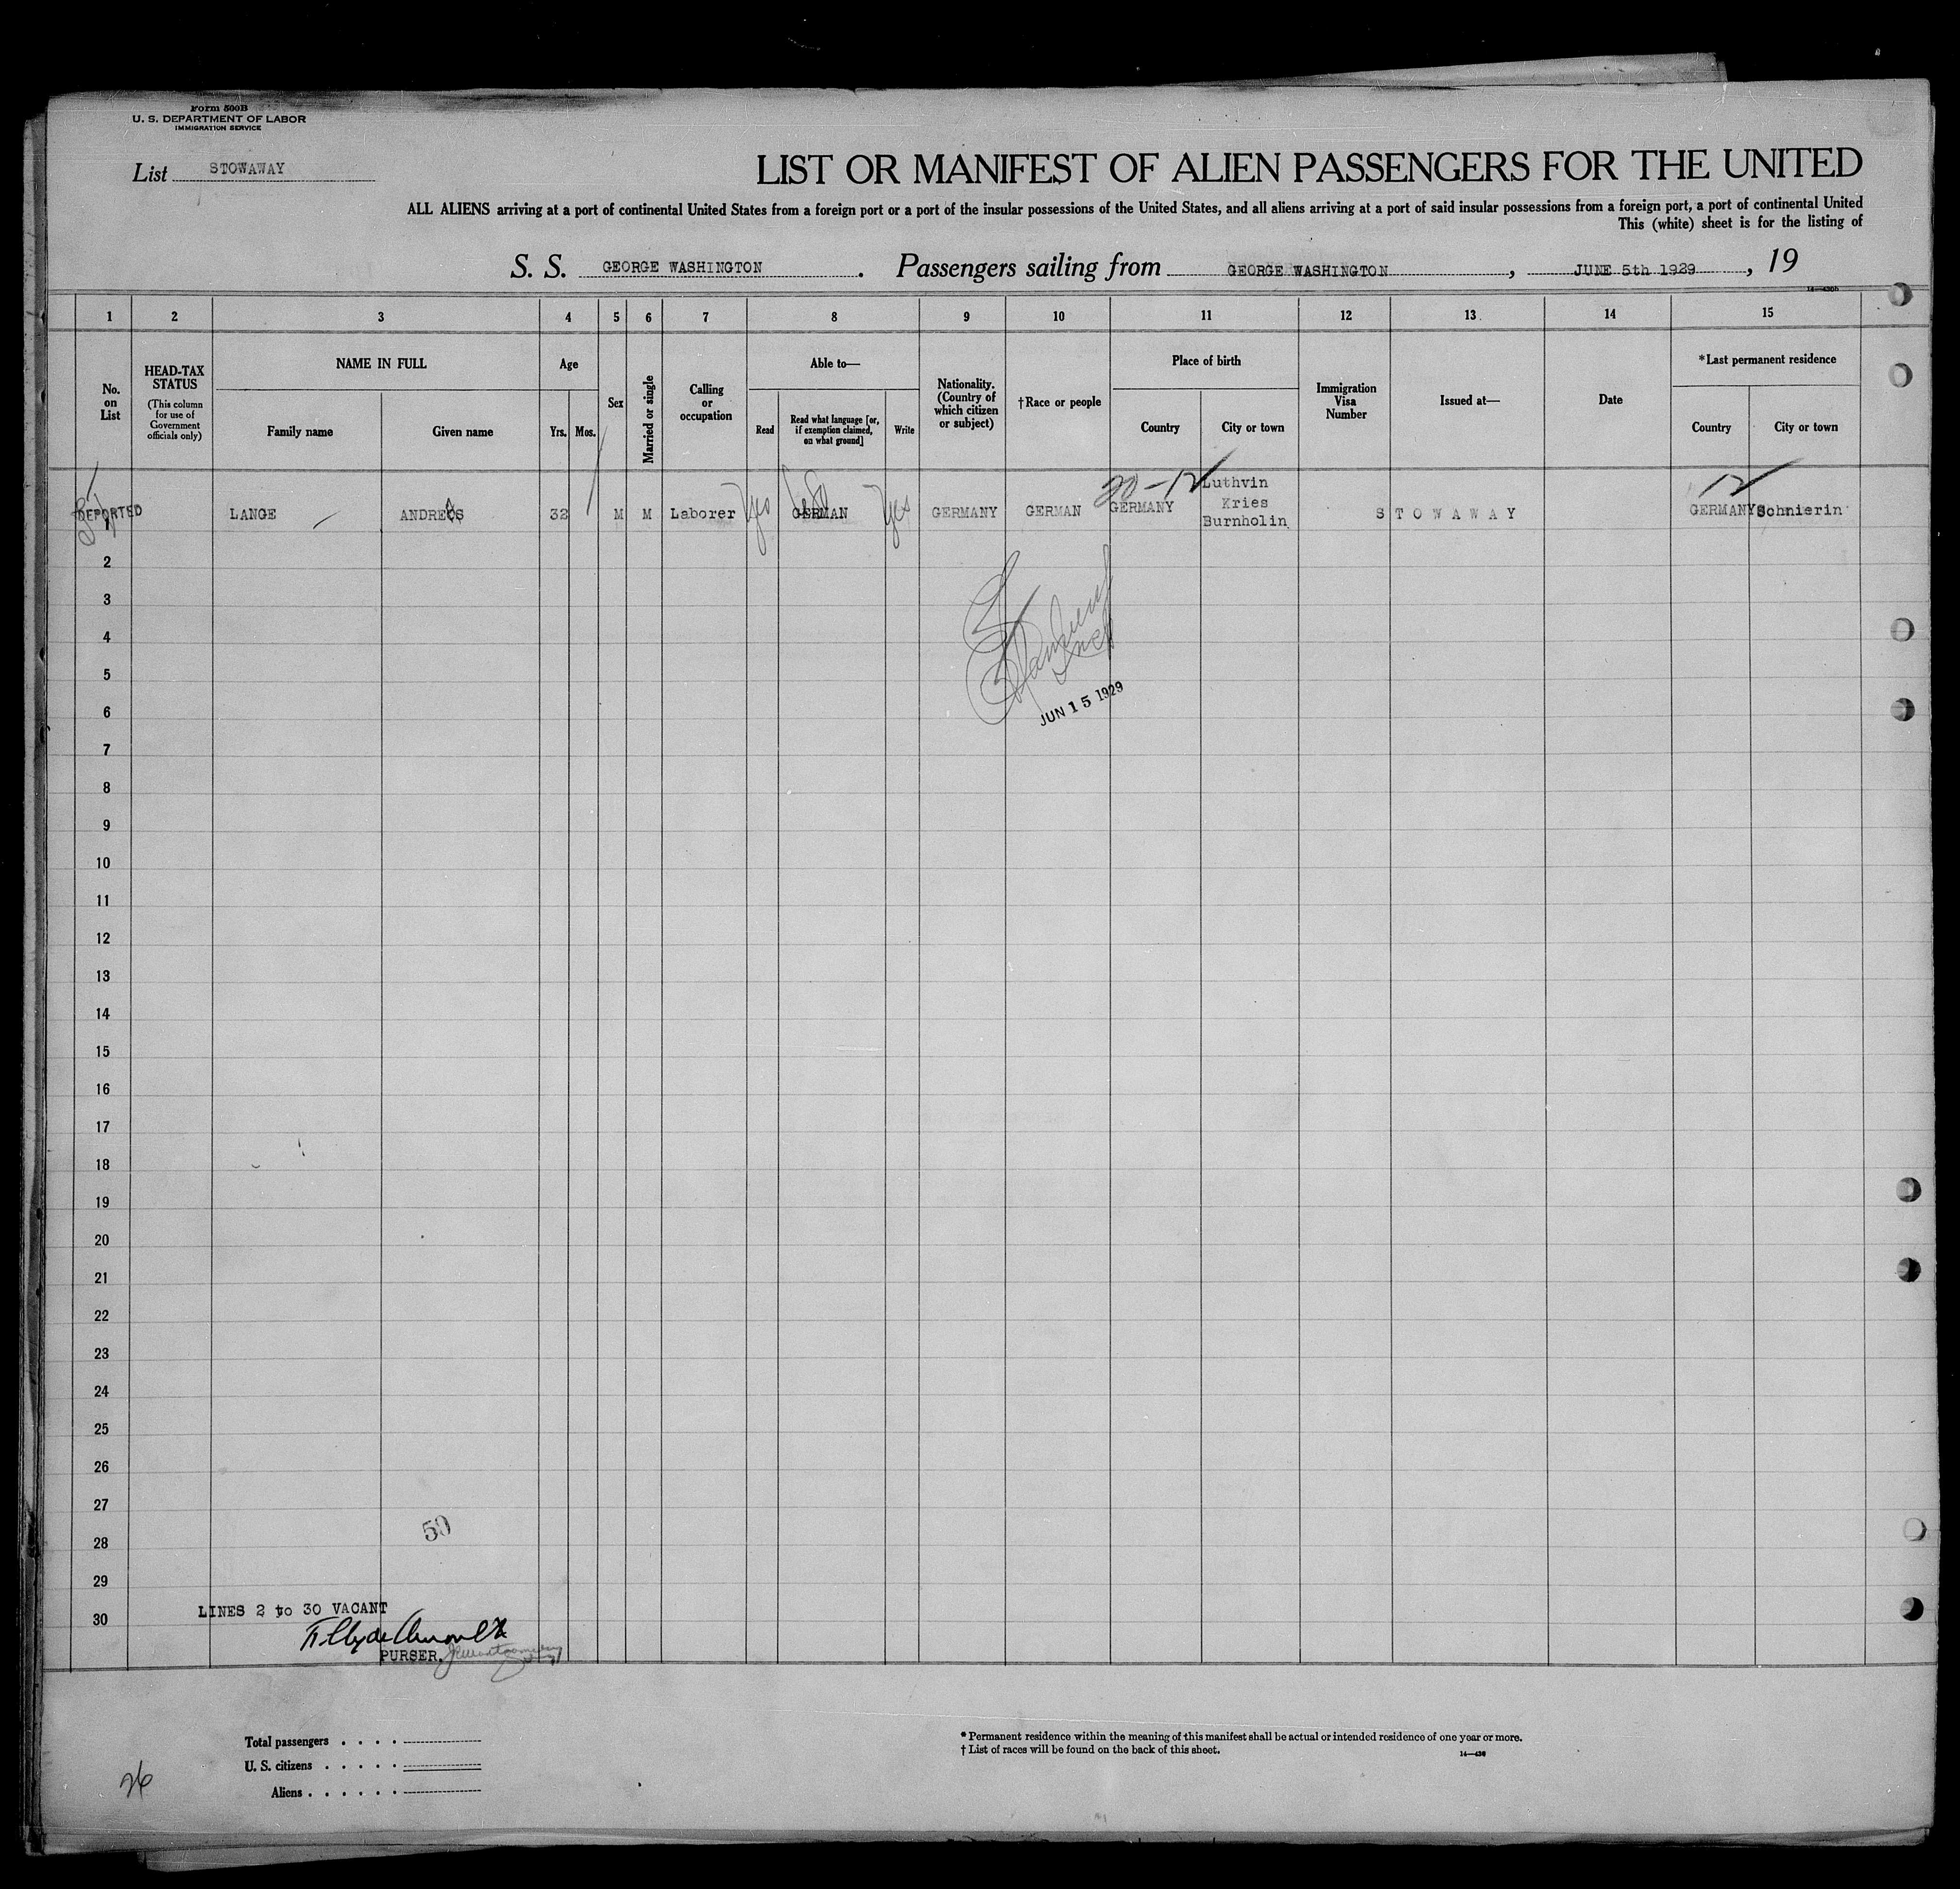 Form 500B
U. S. DEPARTMENT OF LABOR
IMMIGRATION SERVICE
List STOWAWAY
LIST OR MANIFEST OF ALIEN PASSENGERS FOR THE UNITED
ALL ALIENS arriving at a port of continental United States from a foreign port or a port of the insular possessions of the United States, and all aliens arriving at a port of said insular possessions from a foreign port, a port of continental United
This (white) sheet is for the listing of
S. S. GEORGE WASHINGTON. Passengers sailing from GEORGE WASHINGTON, JUNE 5th 1929, 19
14—430b
1 2 3 4 5 6 7 8 9 10 11 12 13 14 15
No. on List
HEAD-TAX STATUS
(This column for use of Government officials only)
NAME IN FULL
Family name
Given name
Age
Yrs. Mos.
Sex
Married or single
Calling or occupation
Able to—
Read
Read what language [or, if exemption claimed, on what ground]
Write
Nationality. (Country of which citizen or subject)
†Race or people
Place of birth
Country
City or town
Immigration Visa Number
Issued at—
Date
*Last permanent residence
Country
City or town
20-12
12
DEPORTED
1 LANGE ANDREAS 32 M M Laborer Yes GERMAN Yes GERMANY GERMAN GERMANY Luthvin Kries Burnholin S T O W A W A Y GERMANY Schnierin
2
3
4
5
6
JUN 15 1929
7
8
9
10
11
12
13
14
15
16
17
18
19
20
21
22
23
24
25
26
27
28
50
29
LINES 2 to 30 VACANT
30
PURSER.
Total passengers
U. S. citizens
Aliens
26
* Permanent residence within the meaning of this manifest shall be actual or intended residence of one year or more.
† List of races will be found on the back of this sheet.
14—430